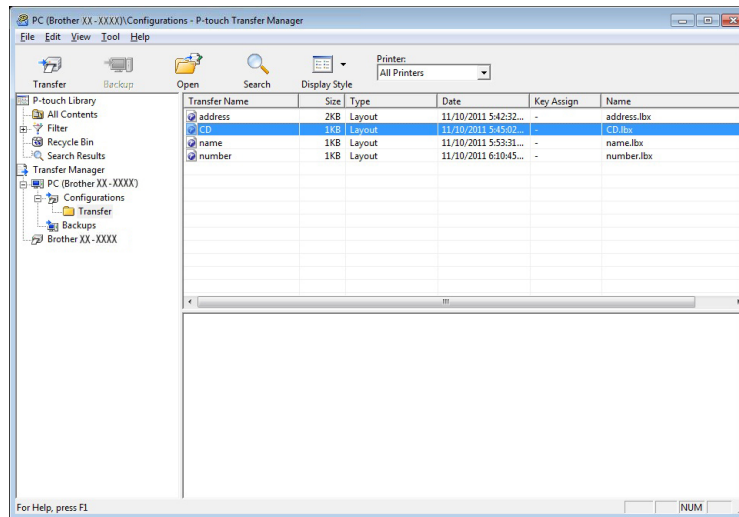 PC (Brother XX-XXXX)\Configurations - P-touch Transfer Manager
File Edit View Tool Help
Printer:
All Printers
Transfer Backup Open Search Display Style
P-touch Library
All Contents
Filter
Recycle Bin
Search Results
Transfer Manager
PC (Brother XX-XXXX)
Configurations
Transfer
Backups
Brother XX-XXXX
Transfer Name Size Type Date Key Assign Name
address 2KB Layout 11/10/2011 5:42:32... - address.lbx
CD 1KB Layout 11/10/2011 5:45:02... - CD.lbx
name 1KB Layout 11/10/2011 5:53:31... - name.lbx
number 1KB Layout 11/10/2011 6:10:45... - number.lbx
For Help, press F1
NUM